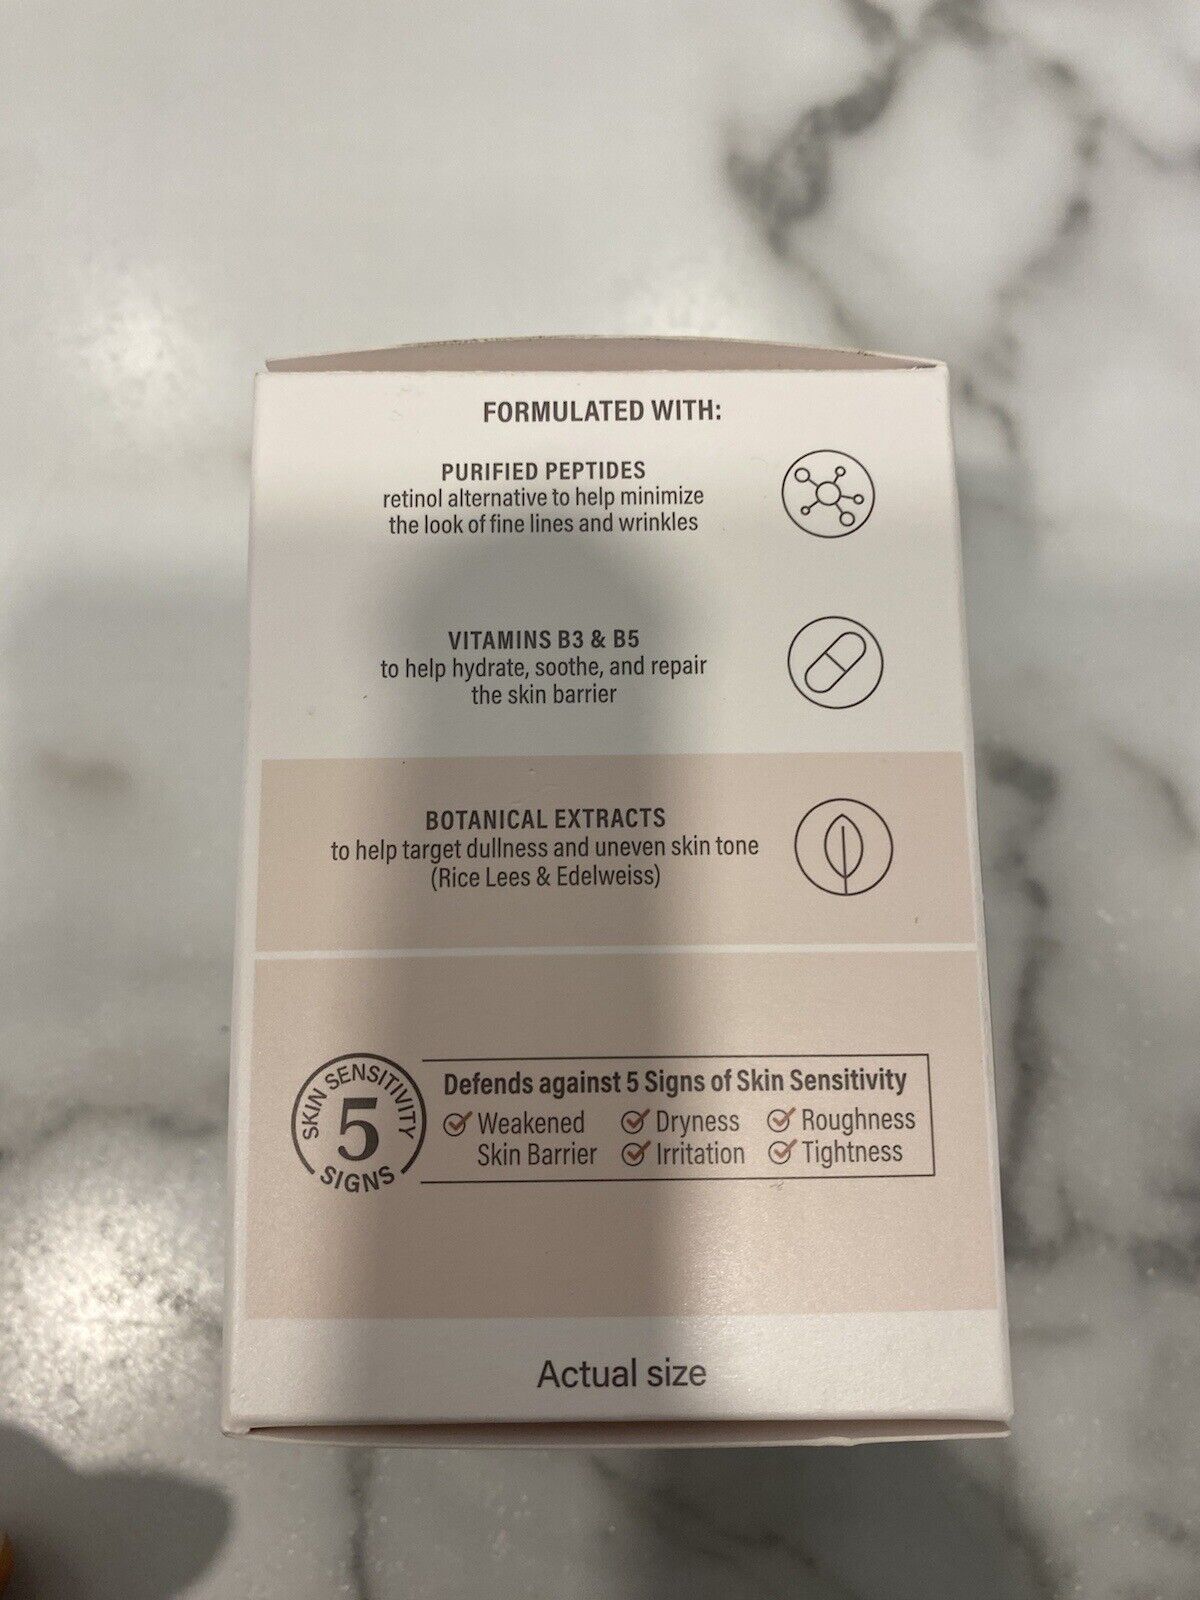 FORMULATED WITH:
PURIFIED PEPTIDES
retinol alternative to help minimize
the look of fine lines and wrinkles
VITAMINS B3 & B5
to help hydrate, soothe, and repair
the skin barrier
BOTANICAL EXTRACTS
to help target dullness and uneven skin tone
(Rice Lees & Edelweiss)
SKIN SENSITIVITY
5
SIGNS
Defends against 5 Signs of Skin Sensitivity
Weakened Dryness Roughness
Skin Barrier Irritation Tightness
Actual size